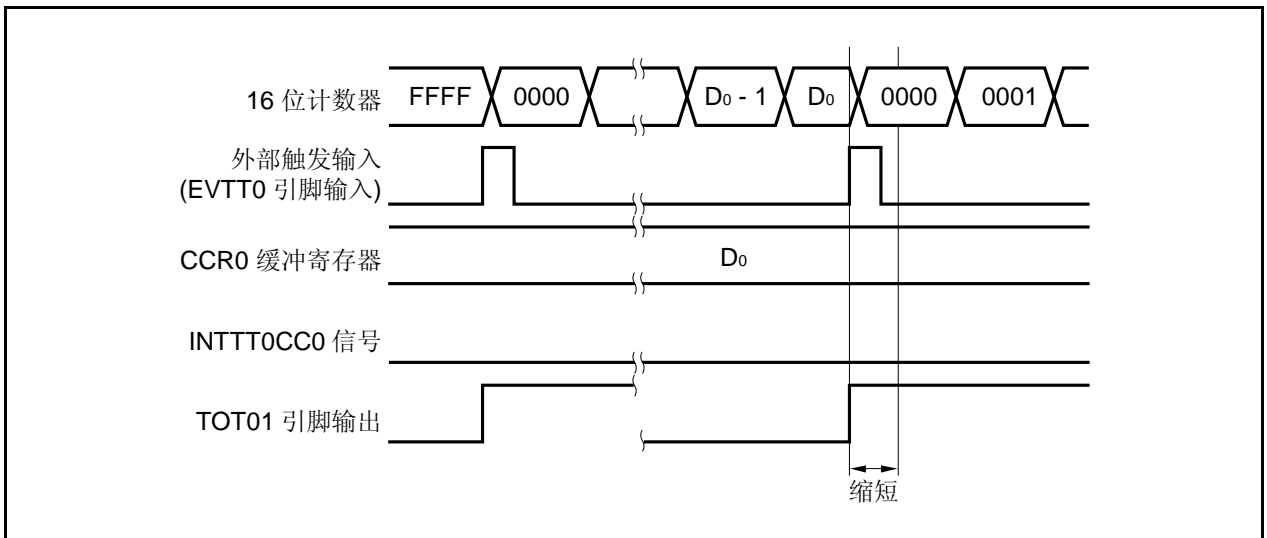 16 位计数器 FFFF 0000 D0 - 1 D0 0000 0001
外部触发输入
(EVTT0 引脚输入)
CCR0 缓冲寄存器 D0
INTTT0CC0 信号
TOT01 引脚输出
缩短